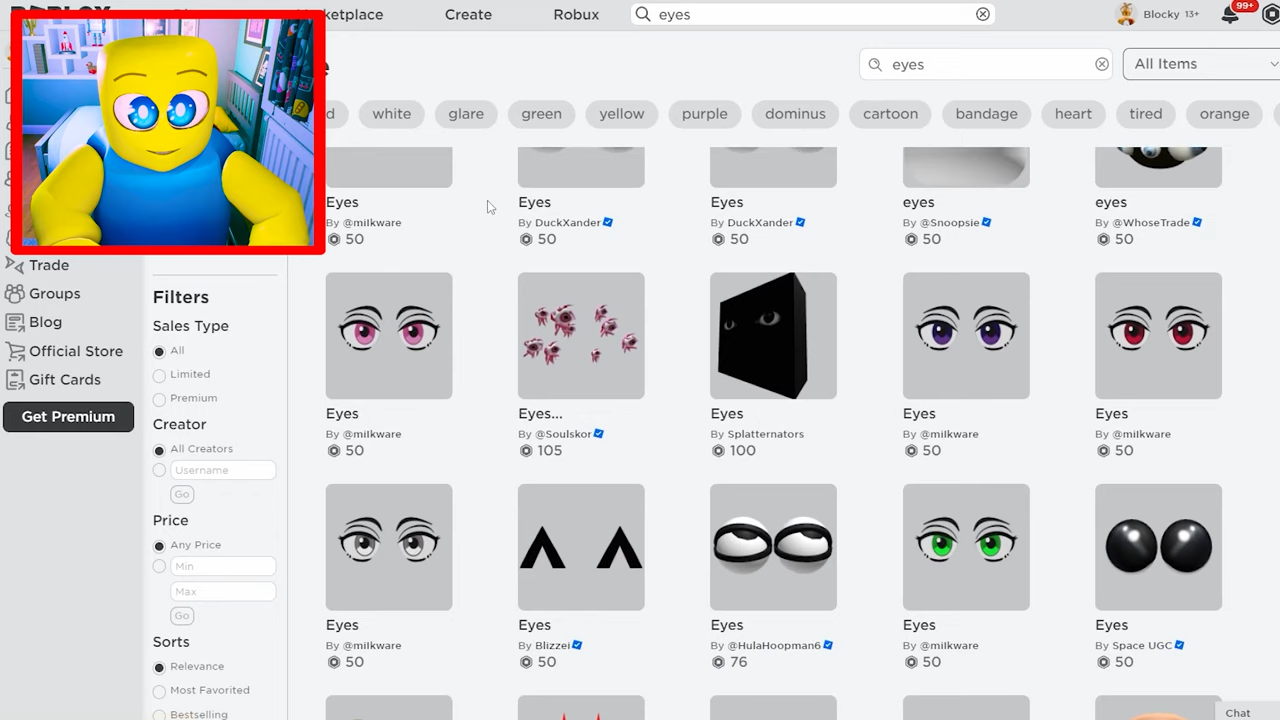 Create
Robux
eyes
Blocky 13+
99+
eyes
All Items
white
glare
green
yellow
purple
dominus
cartoon
bandage
heart
tired
orange
Eyes
By @milkware
50
Eyes
By DuckXander
50
Eyes
By DuckXander
50
eyes
By @Snoopsie
50
eyes
By @WhoseTrade
50
Trade
Groups
Blog
Official Store
Gift Cards
Get Premium
Filters
Sales Type
All
Limited
Premium
Creator
All Creators
Username
Go
Price
Any Price
Min
Max
Go
Sorts
Relevance
Most Favorited
Bestselling
Eyes
By @milkware
50
Eyes...
By @Soulskor
105
Eyes
By Splatternators
100
Eyes
By @milkware
50
Eyes
By @milkware
50
Eyes
By @milkware
50
Eyes
By Blizzei
50
Eyes
By @HulaHoopman6
76
Eyes
By @milkware
50
Eyes
By Space UGC
50
Chat